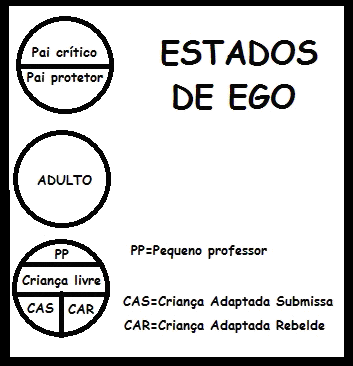 ESTADOS
DE EGO
Pai crítico
Pai protetor
ADULTO
PP
Criança livre
CAS
CAR
PP=Pequeno professor
CAS=Criança Adaptada Submissa
CAR=Criança Adaptada Rebelde